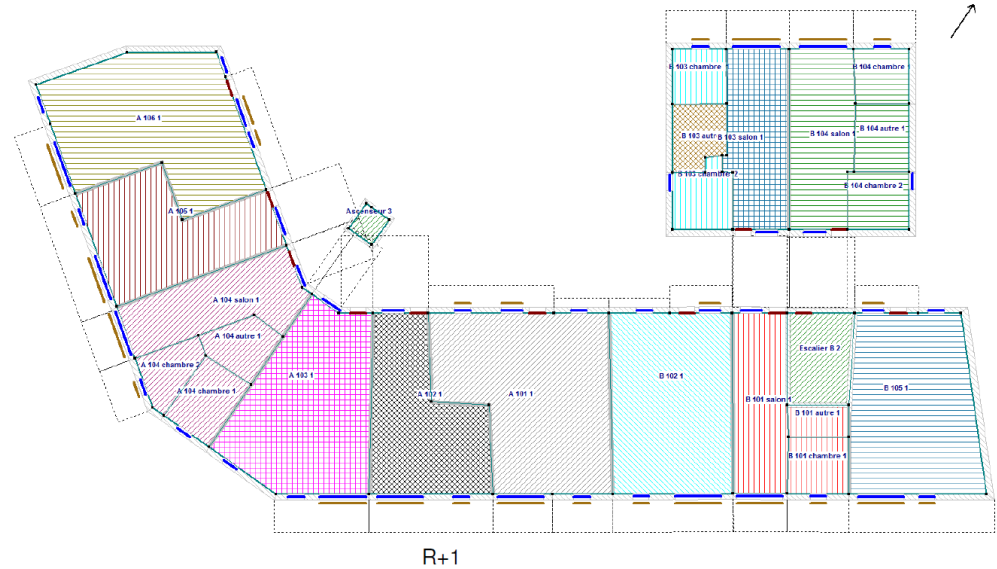 B 103 chambre 1
B 104 chambre 1
A 106 1
B 103 autre
B 103 salon 1
B 104 salon 1
B 104 autre 1
B 103 chambre 2
B 104 chambre 2
A 105 1
Ascenseur 3
A 104 salon 1
A 104 autre 1
Escalier B 2
A 104 chambre 2
A 103 1
B 102 1
A 104 chambre 1
B 105 1
A 102 1
A 101 1
B 101 salon 1
B 101 autre 1
B 101 chambre 1
R+1